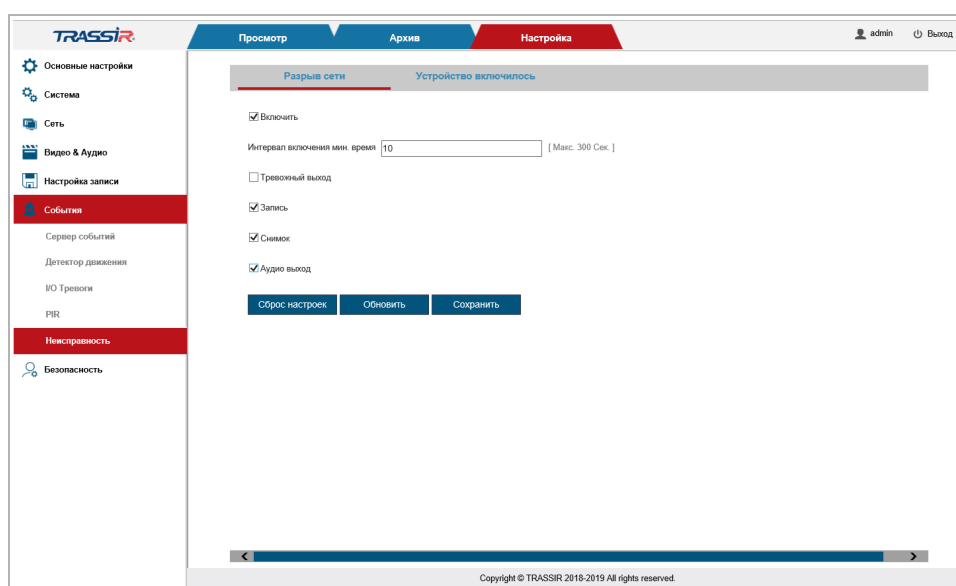 TRASSIR
Просмотр
Архив
Настройка
admin
Выход
Основные настройки
Система
Сеть
Видео & Аудио
Настройка записи
События
Сервер событий
Детектор движения
I/O Тревоги
PIR
Неисправность
Безопасность
Разрыв сети
Устройство включилось
Включить
Интервал включения мин. время 10 [ Макс. 300 Сек. ]
Тревожный выход
Запись
Снимок
Аудио выход
Сброс настроек
Обновить
Сохранить
Copyright © TRASSIR 2018-2019 All rights reserved.